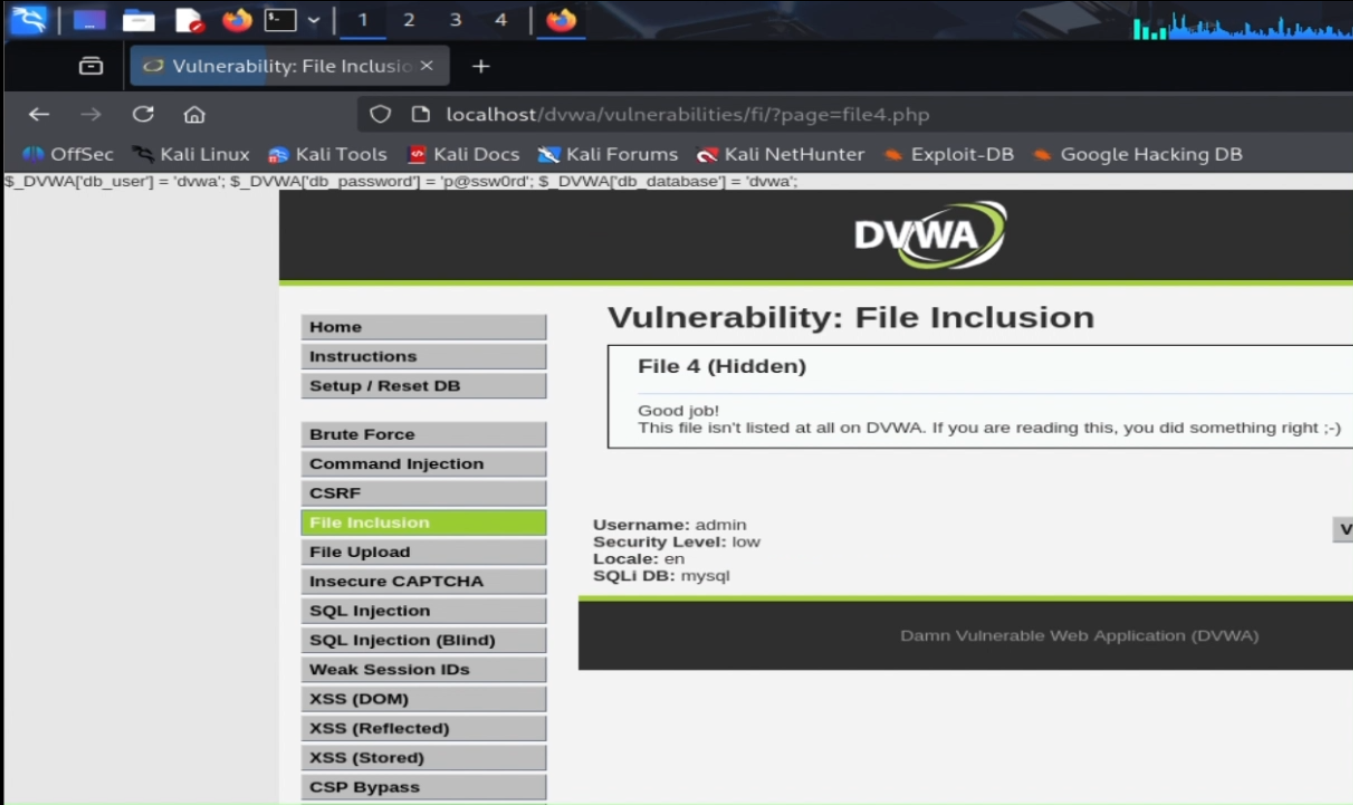 1 2 3 4
Vulnerability: File Inclusio
localhost/dvwa/vulnerabilities/fi/?page=file4.php
OffSec Kali Linux Kali Tools Kali Docs Kali Forums Kali NetHunter Exploit-DB Google Hacking DB
$_DVWA['db_user'] = 'dvwa'; $_DVWA['db_password'] = 'p@ssw0rd'; $_DVWA['db_database'] = 'dvwa';
DVWA
Home
Instructions
Setup / Reset DB
Brute Force
Command Injection
CSRF
File Inclusion
File Upload
Insecure CAPTCHA
SQL Injection
SQL Injection (Blind)
Weak Session IDs
XSS (DOM)
XSS (Reflected)
XSS (Stored)
CSP Bypass
Vulnerability: File Inclusion
File 4 (Hidden)
Good job!
This file isn't listed at all on DVWA. If you are reading this, you did something right ;-)
Username: admin
Security Level: low
Locale: en
SQLi DB: mysql
V
Damn Vulnerable Web Application (DVWA)